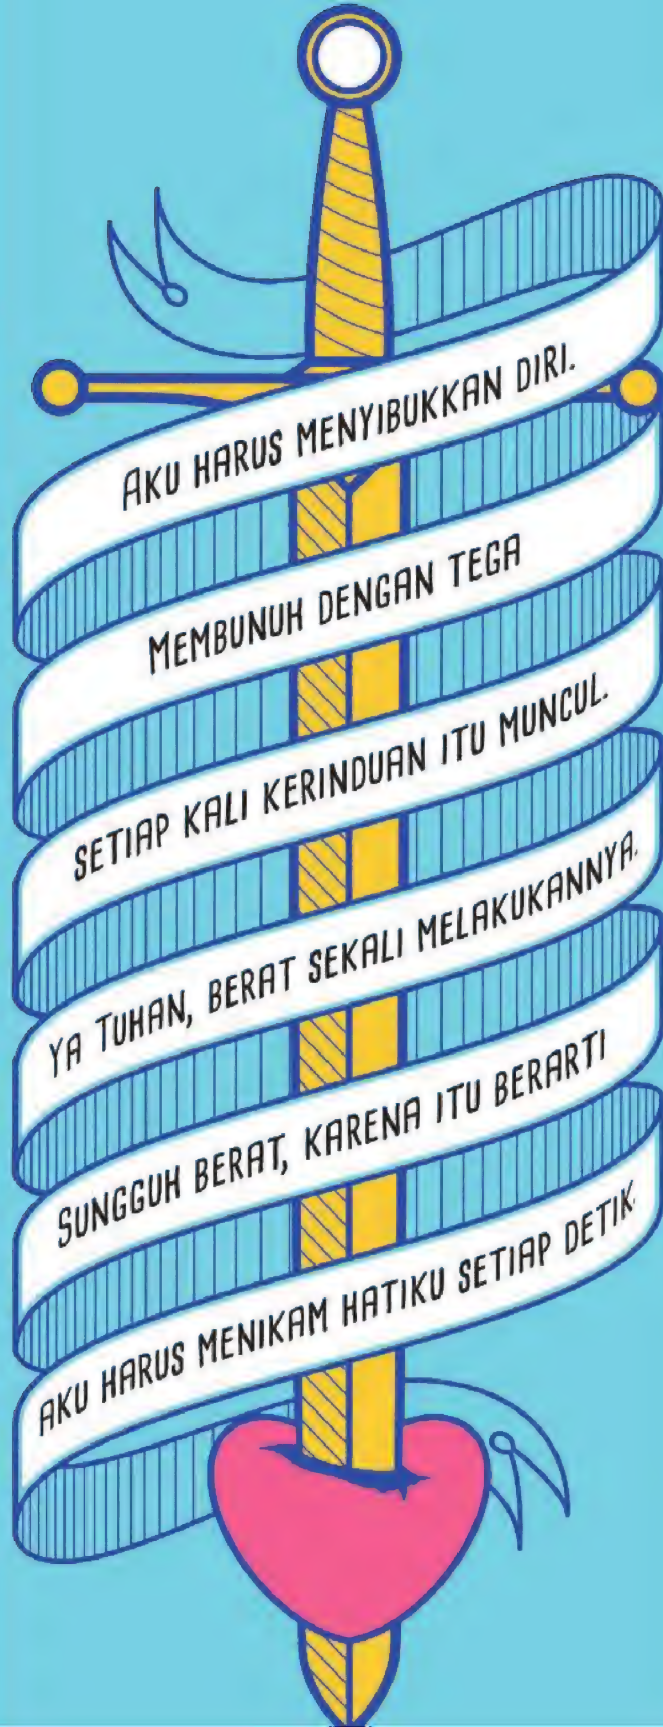 AKU HARUS MENYIBUKKAN DIRI.
MEMBUNUH DENGAN TEGA
SETIAP KALI KERINDUAN ITU MUNCUL.
YA TUHAN, BERAT SEKALI MELAKUKANNYA.
SUNGGUH BERAT, KARENA ITU BERARTI
AKU HARUS MENIKAM HATIKU SETIAP DETIK.